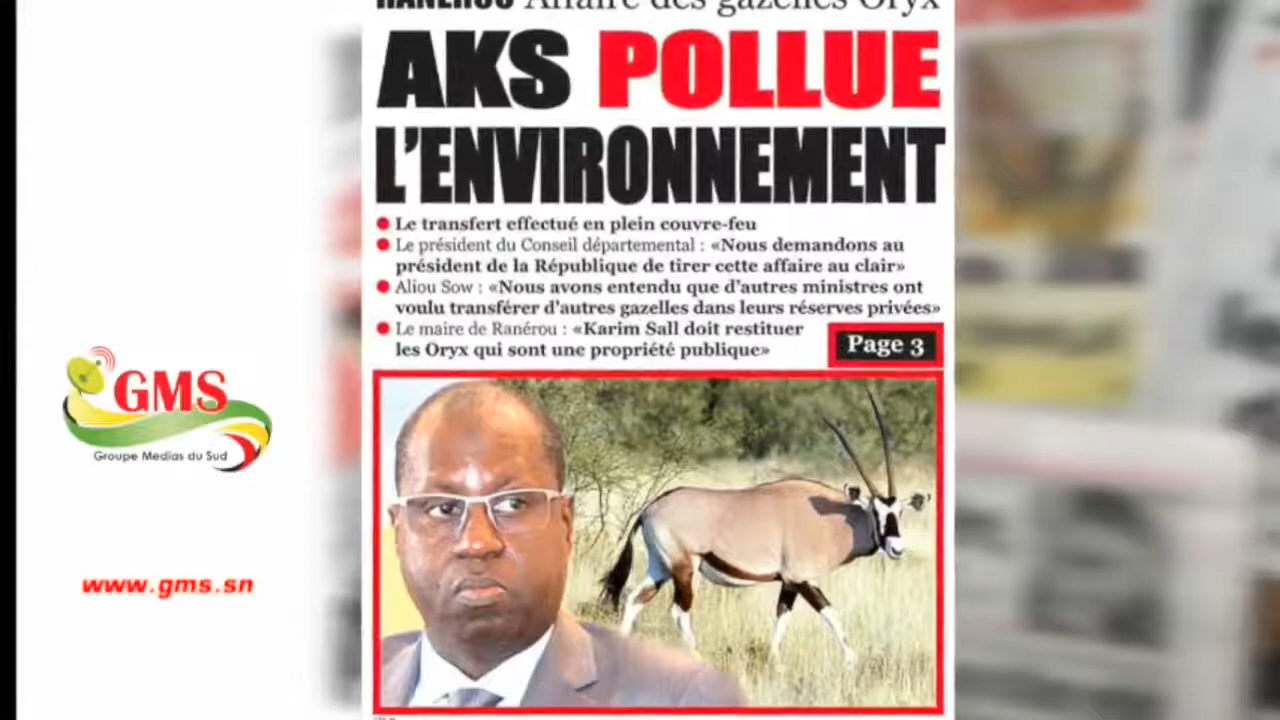 RANÉROU Affaire des gazelles Oryx
AKS POLLUE
L'ENVIRONNEMENT
Le transfert effectué en plein couvre-feu
Le président du Conseil départemental : «Nous demandons au
président de la République de tirer cette affaire au clair»
Aliou Sow : «Nous avons entendu que d'autres ministres ont
voulu transférer d'autres gazelles dans leurs réserves privées»
Le maire de Ranérou : «Karim Sall doit restituer
les Oryx qui sont une propriété publique»
Page 3
GMS
Groupe Medias du Sud
www.gms.sn